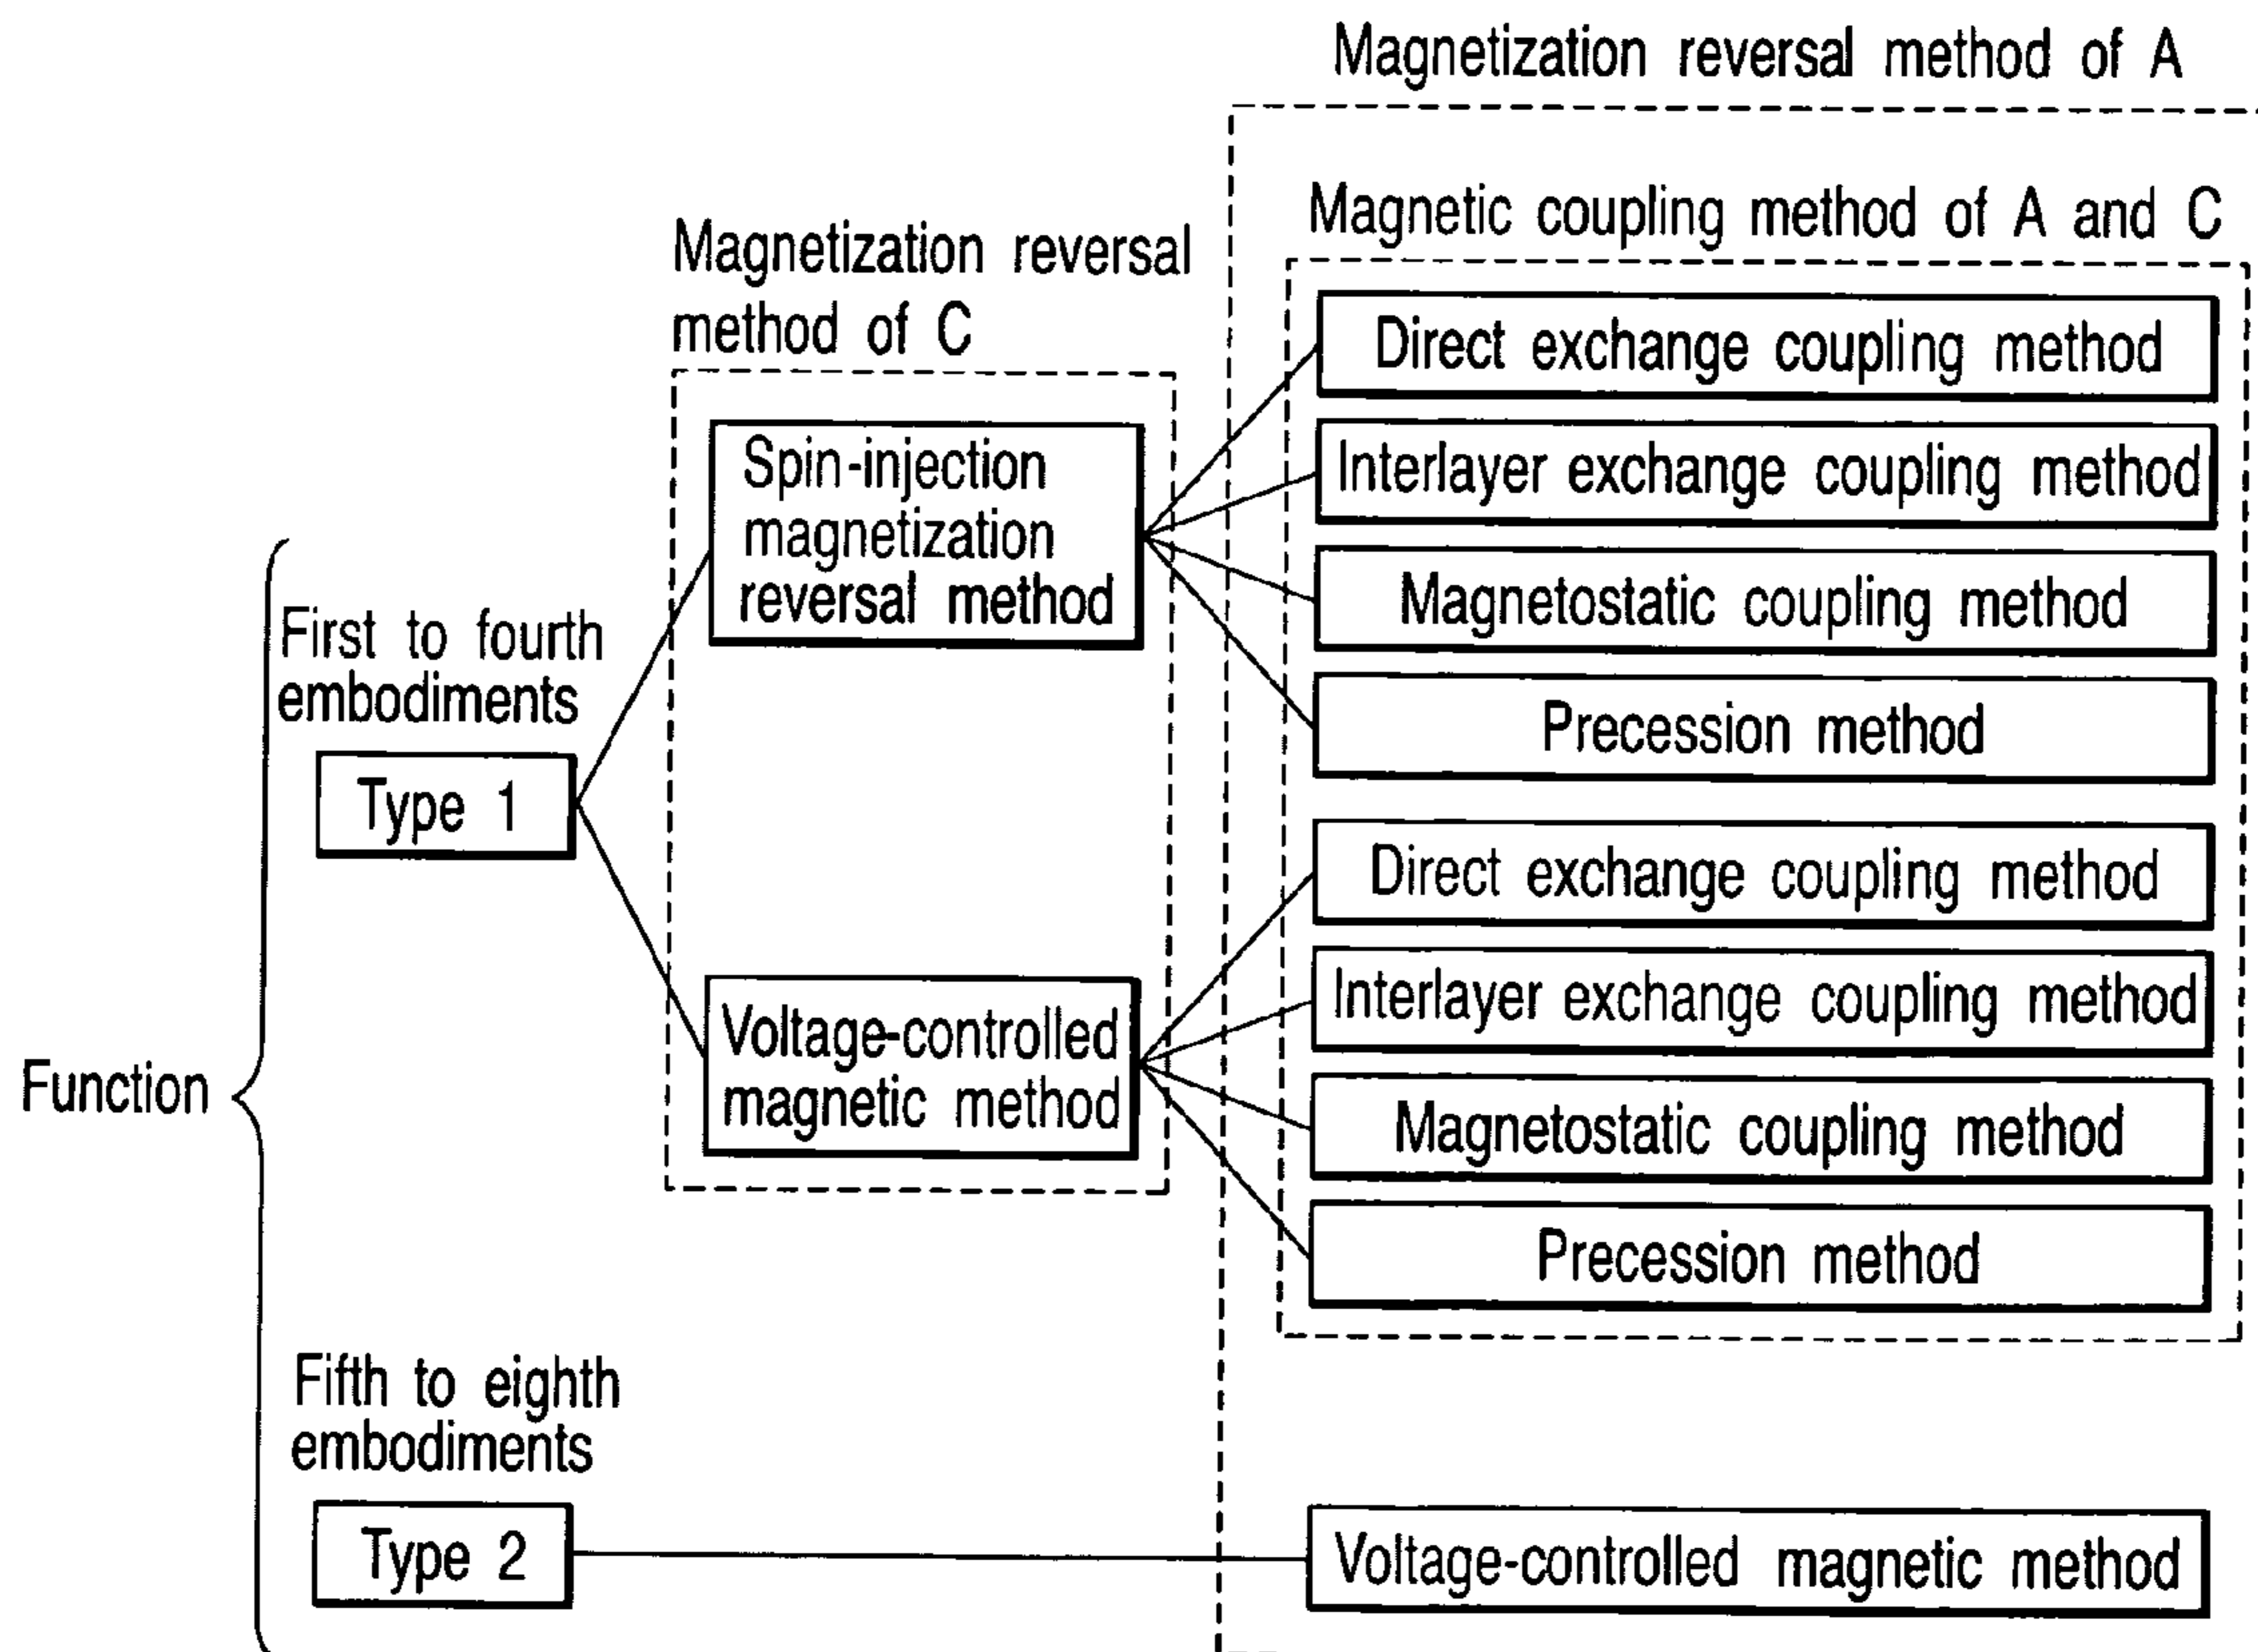 Magnetization reversal method of A
Magnetic coupling method of A and C
Magnetization reversal
method of C
Direct exchange coupling method
Interlayer exchange coupling method
Magnetostatic coupling method
Precession method
Spin-injection
magnetization
reversal method
First to fourth
embodiments
Type 1
Direct exchange coupling method
Interlayer exchange coupling method
Magnetostatic coupling method
Precession method
Voltage-controlled
magnetic method
Function
Fifth to eighth
embodiments
Type 2
Voltage-controlled magnetic method